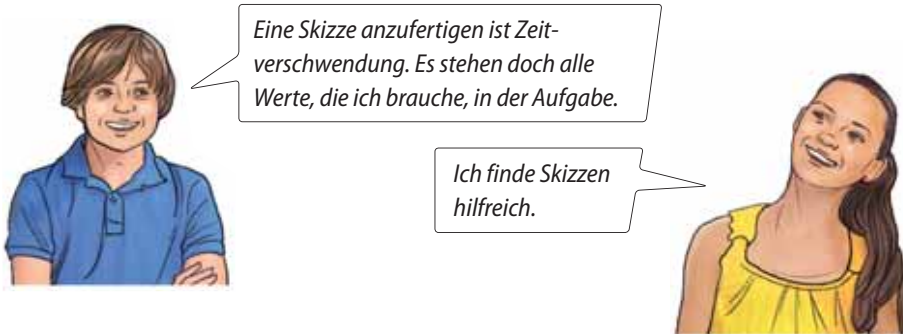 Eine Skizze anzufertigen ist Zeit-
verschwendung. Es stehen doch alle
Werte, die ich brauche, in der Aufgabe.
Ich finde Skizzen
hilfreich.